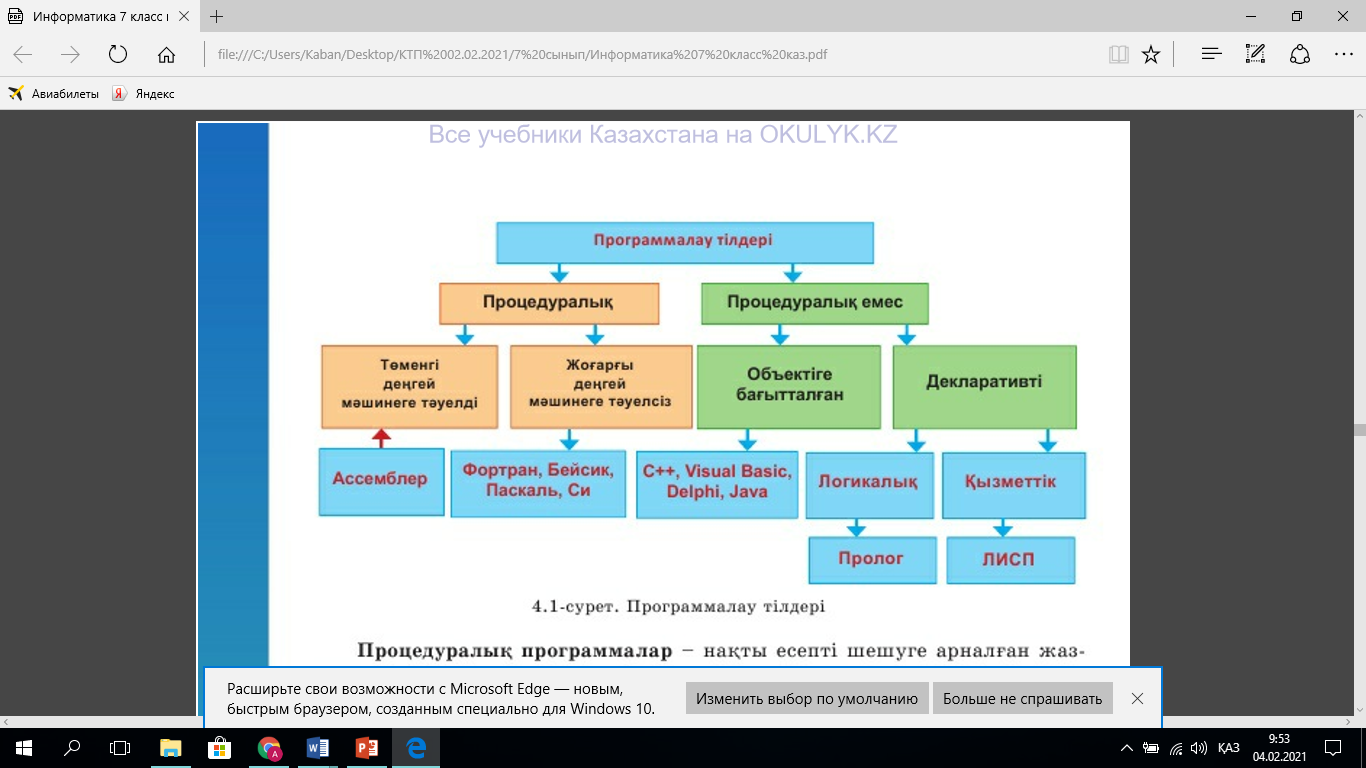 Информатика 7 класс
file:///C:/Users/Kaban/Desktop/КТП%2002.02.2021/7%20сынып/Информатика%207%20класс%20каз.pdf
Авиабилеты
Яндекс
Все учебники Казахстана на OKULYK.KZ
Программалау тілдері
Процедуралық
Процедуралық емес
Төменгі
деңгей
машинеге тәуелді
Жоғарғы
деңгей
машинеге тәуелсіз
Объектіге
бағытталған
Декларативті
Ассемблер
Фортран, Бейсик,
Паскаль, Си
C++, Visual Basic,
Delphi, Java
Логикалық
Қызметтік
Пролог
ЛИСП
4.1-сурет. Программалау тілдері
Процедуралық программалар – нақты есепті шешуге арналған жаз-
Расширьте свои возможности с Microsoft Edge — новым,
быстрым браузером, созданным специально для Windows 10.
Изменить выбор по умолчанию
Больше не спрашивать
ҚАЗ
9:53
04.02.2021